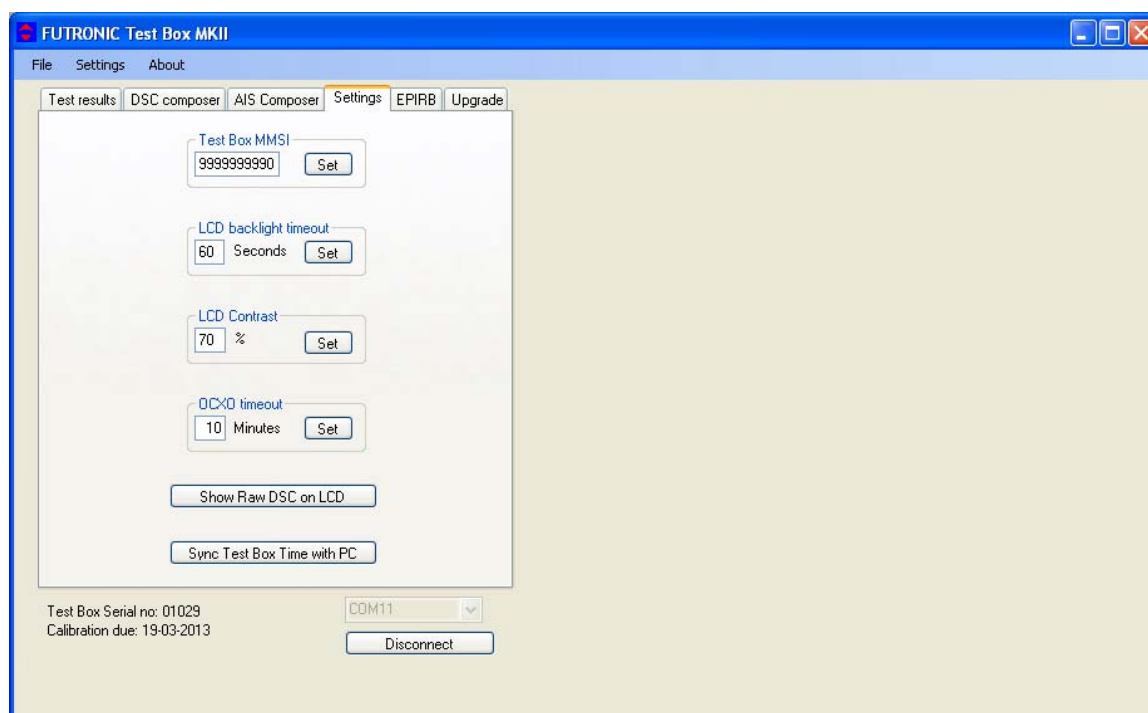 FUTRONIC Test Box MKII
File Settings About
Test results DSC composer AIS Composer Settings EPIRB Upgrade
Test Box MMSI
9999999990 Set
LCD backlight timeout
60 Seconds Set
LCD Contrast
70 % Set
OCXO timeout
10 Minutes Set
Show Raw DSC on LCD
Sync Test Box Time with PC
Test Box Serial no: 01029
COM11
Calibration due: 19-03-2013
Disconnect